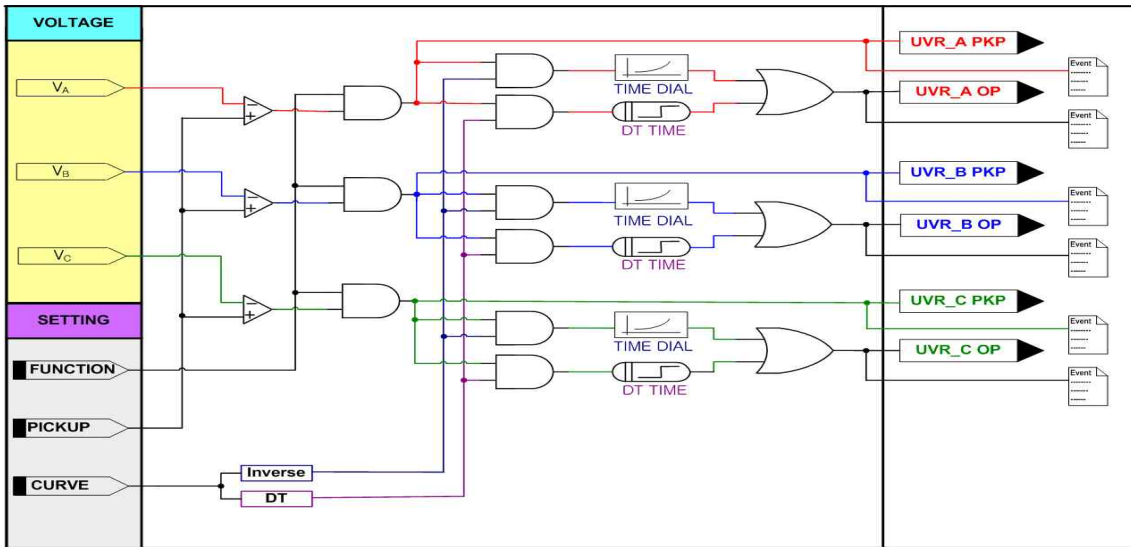 VOLTAGE
VA
VB
VC
SETTING
FUNCTION
PICKUP
CURVE
Inverse
DT
TIME DIAL
DT TIME
TIME DIAL
DT TIME
TIME DIAL
DT TIME
UVR_A PKP
Event
UVR_A OP
Event
UVR_B PKP
Event
UVR_B OP
Event
UVR_C PKP
Event
UVR_C OP
Event